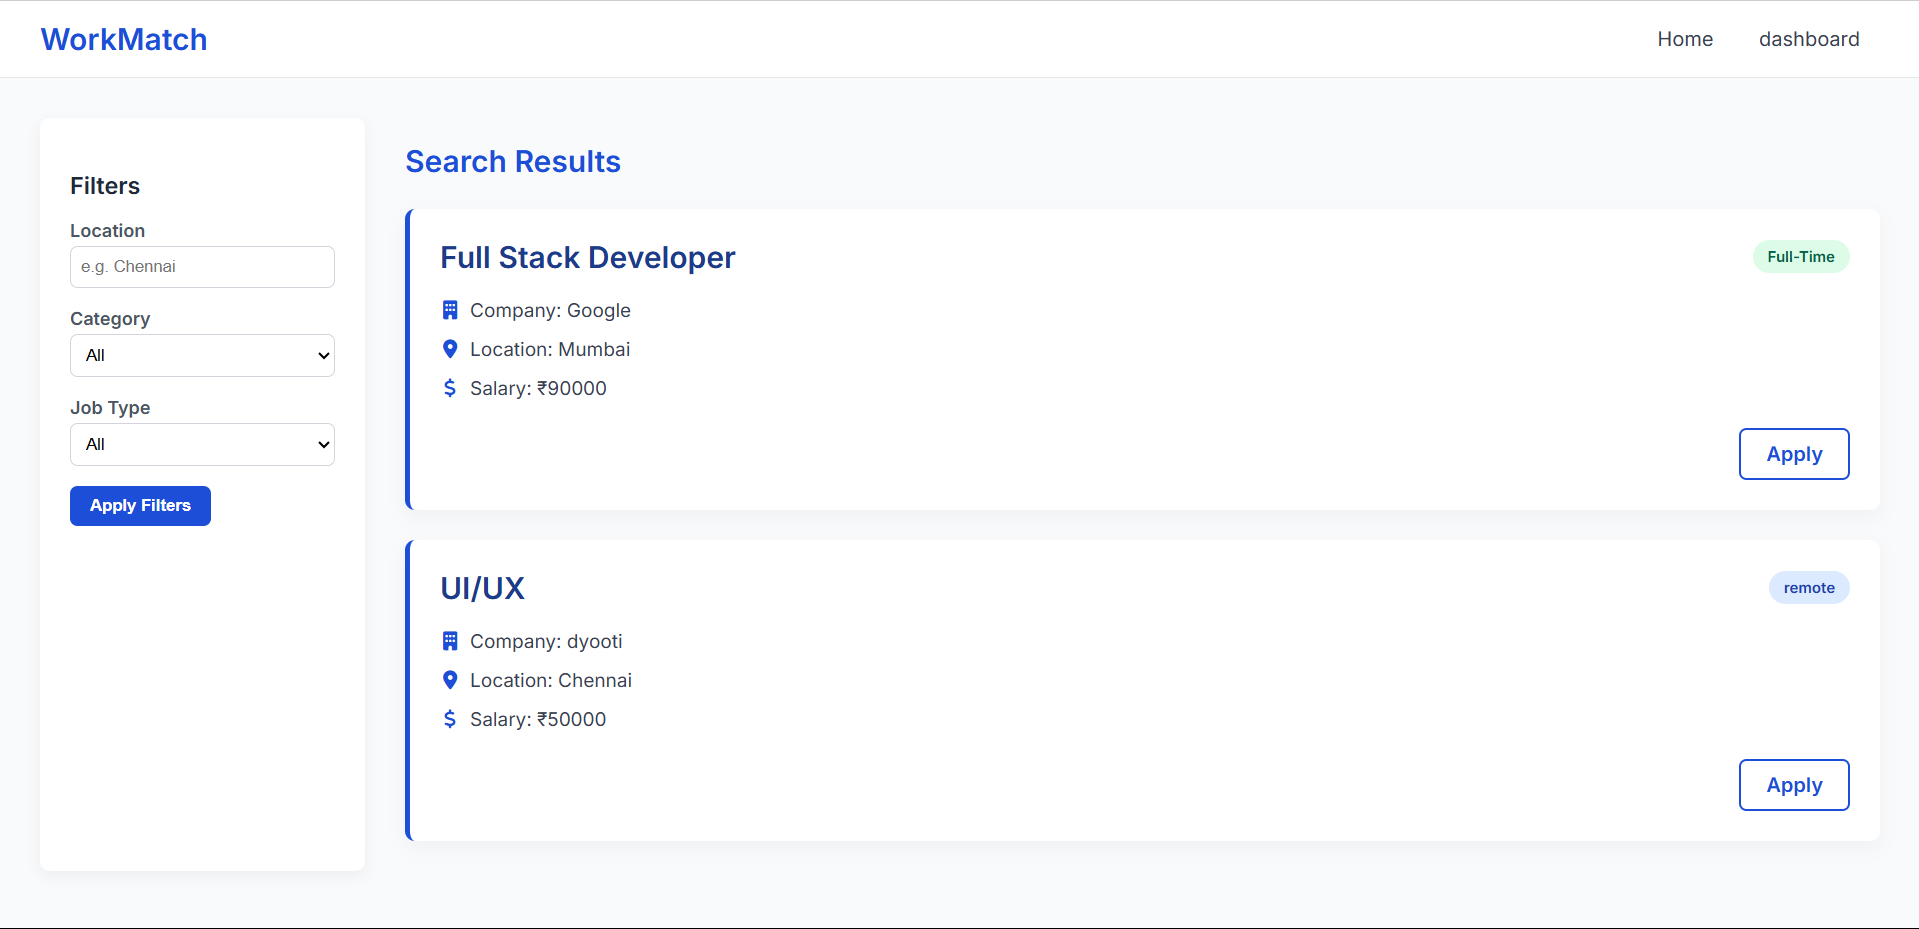 WorkMatch
Home dashboard
Filters
Location
e.g. Chennai
Category
All
Job Type
All
Apply Filters
Search Results
Full Stack Developer
Full-Time
Company: Google
Location: Mumbai
Salary: ₹90000
Apply
UI/UX
remote
Company: dyooti
Location: Chennai
Salary: ₹50000
Apply